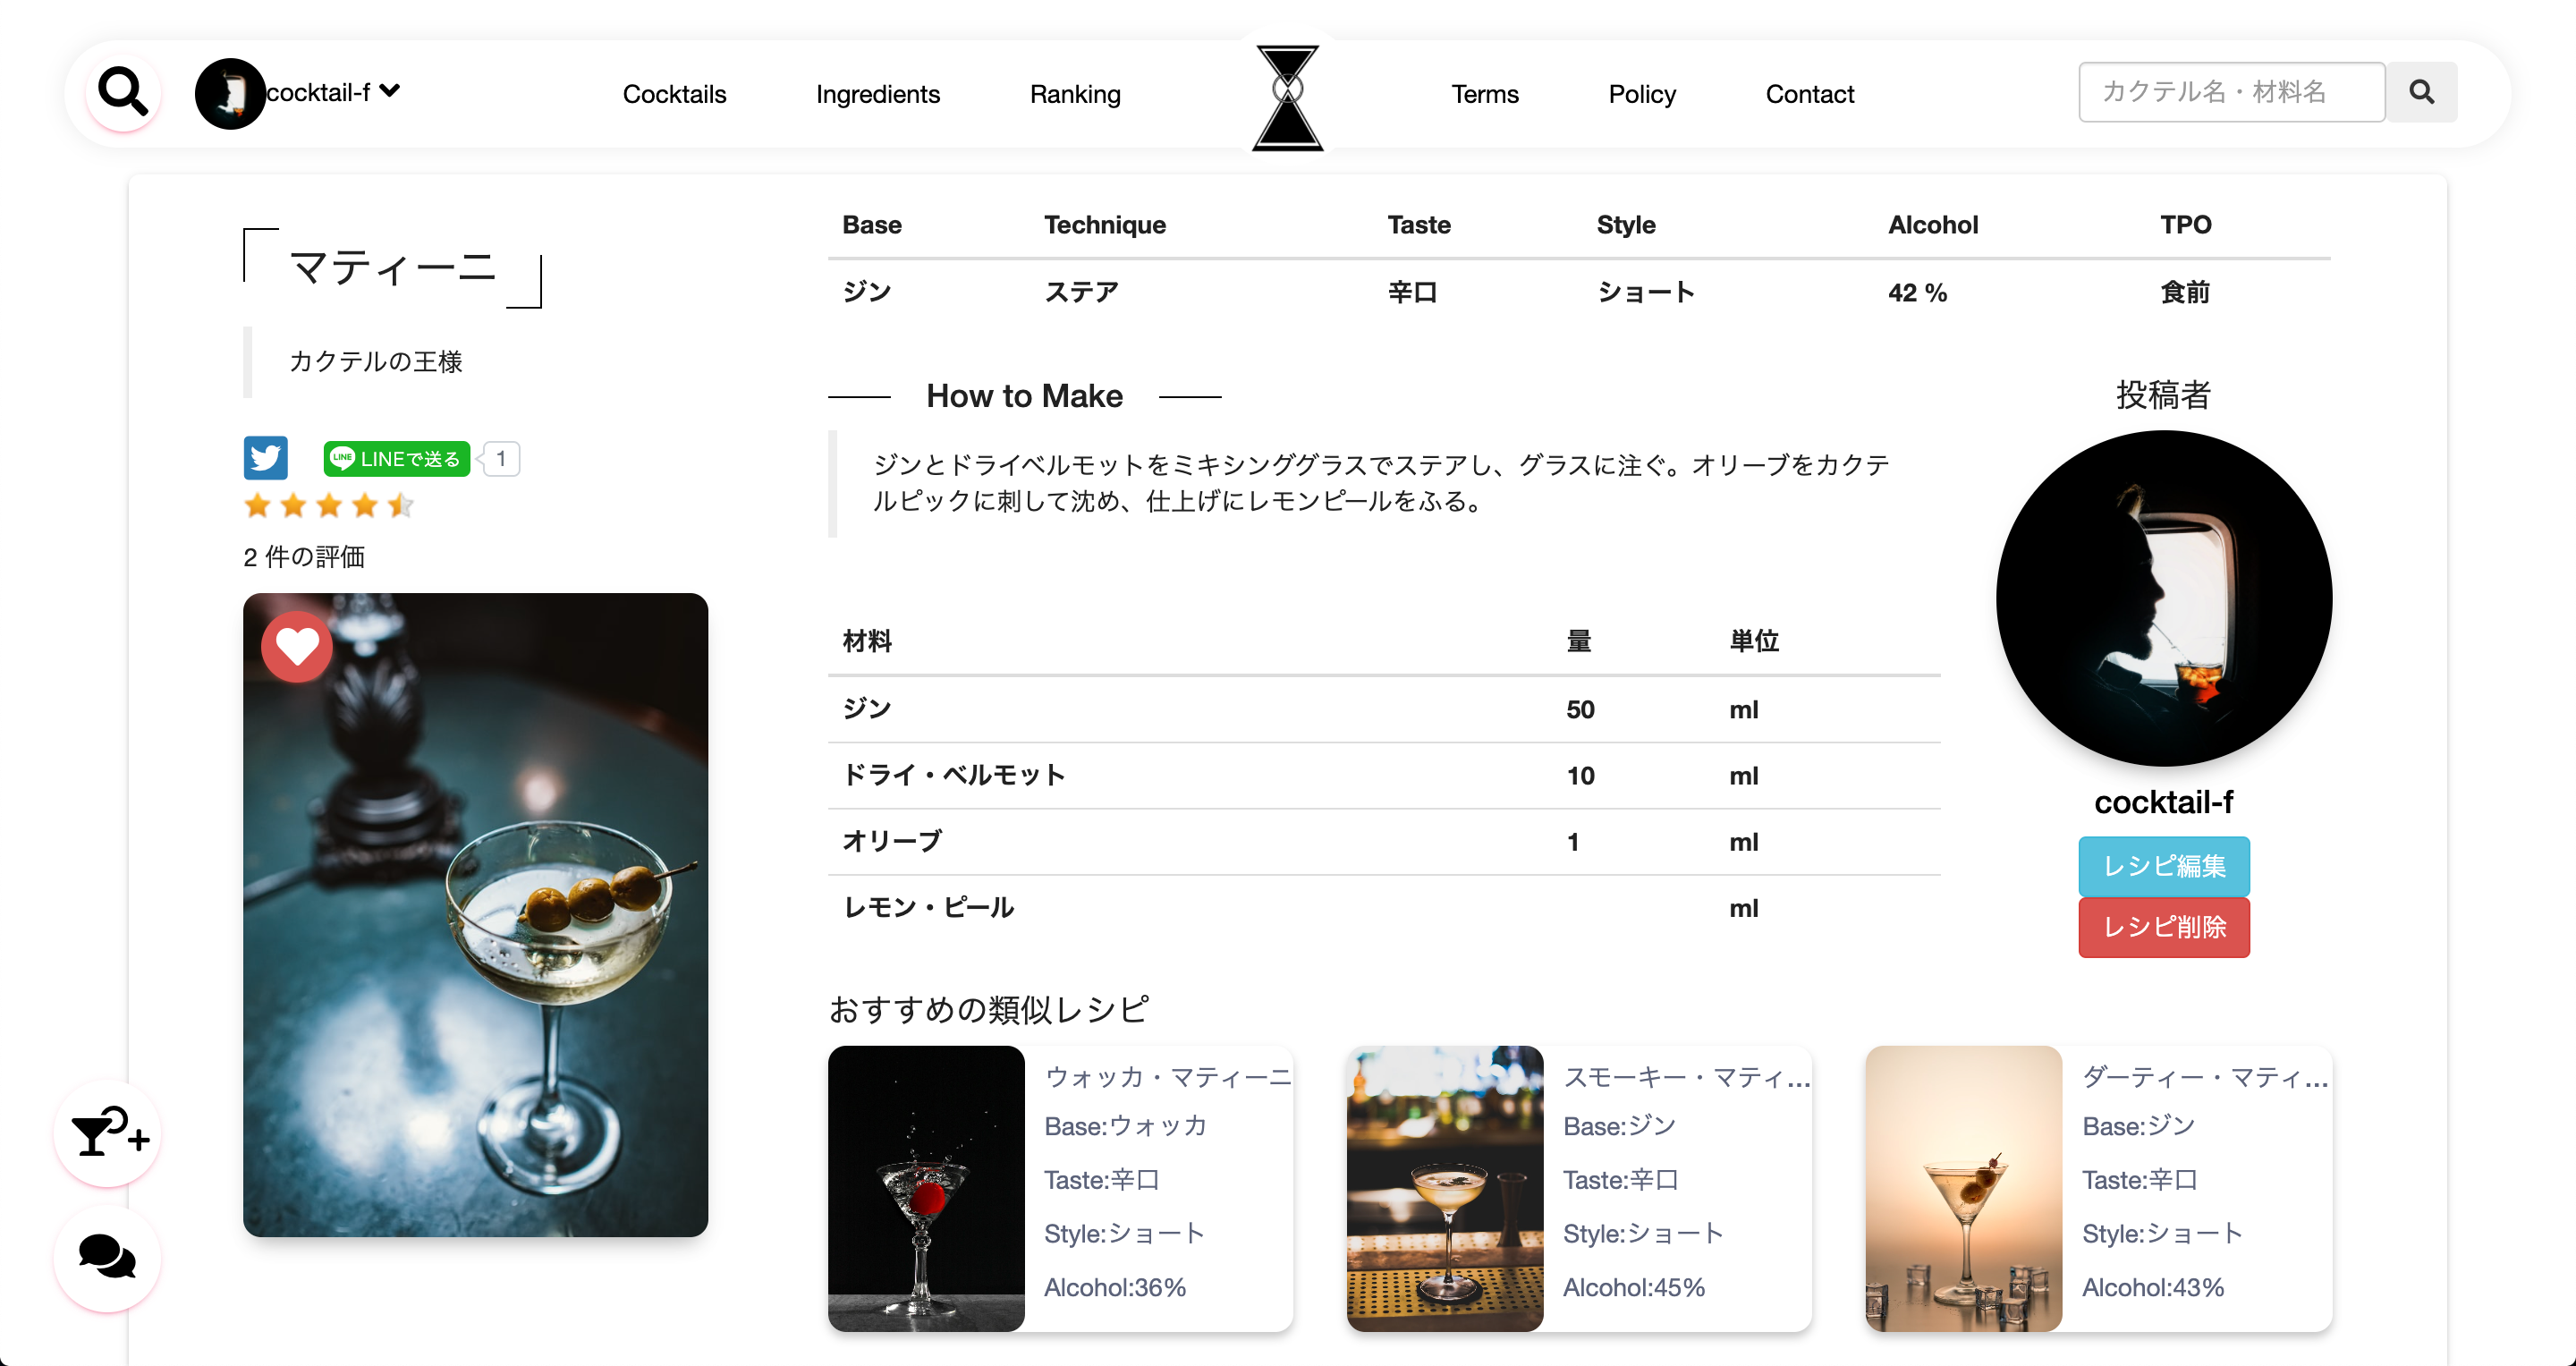 cocktail-f
Cocktails
Ingredients
Ranking
Terms
Policy
Contact
カクテル名・材料名
マティーニ
カクテルの王様
LINE LINEで送る 1
2 件の評価
Base Technique Taste Style Alcohol TPO
ジン ステア 辛口 ショート 42 % 食前
How to Make
ジンとドライベルモットをミキシンググラスでステアし、グラスに注ぐ。オリーブをカクテ
ルピックに刺して沈め、仕上げにレモンピールをふる。
材料 量 単位
ジン 50 ml
ドライ・ベルモット 10 ml
オリーブ 1 ml
レモン・ピール ml
投稿者
cocktail-f
レシピ編集
レシピ削除
おすすめの類似レシピ
ウォッカ・マティーニ
Base:ウォッカ
Taste:辛口
Style:ショート
Alcohol:36%
スモーキー・マティ...
Base:ジン
Taste:辛口
Style:ショート
Alcohol:45%
ダーティー・マティ...
Base:ジン
Taste:辛口
Style:ショート
Alcohol:43%